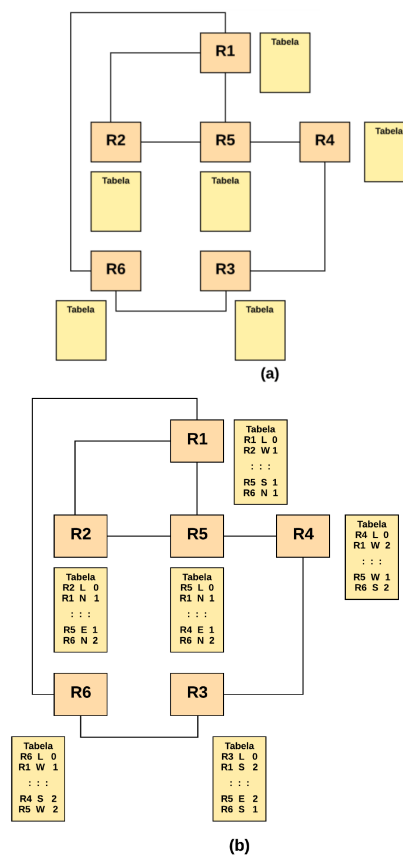 R1
Tabela
R2
R5
R4
Tabela
Tabela
Tabela
R6
R3
Tabela
Tabela
(a)
R1
Tabela
R1 L 0
R2 W 1
: : :
R5 S 1
R6 N 1
R2
R5
R4
Tabela
R4 L 0
R1 W 2
: : :
R5 W 1
R6 S 2
Tabela
R2 L 0
R1 N 1
: : :
R5 E 1
R6 N 2
Tabela
R5 L 0
R1 N 1
: : :
R4 E 1
R6 N 2
R6
R3
Tabela
R6 L 0
R1 W 1
: : :
R4 S 2
R5 W 2
Tabela
R3 L 0
R1 S 2
: : :
R5 E 2
R6 S 1
(b)